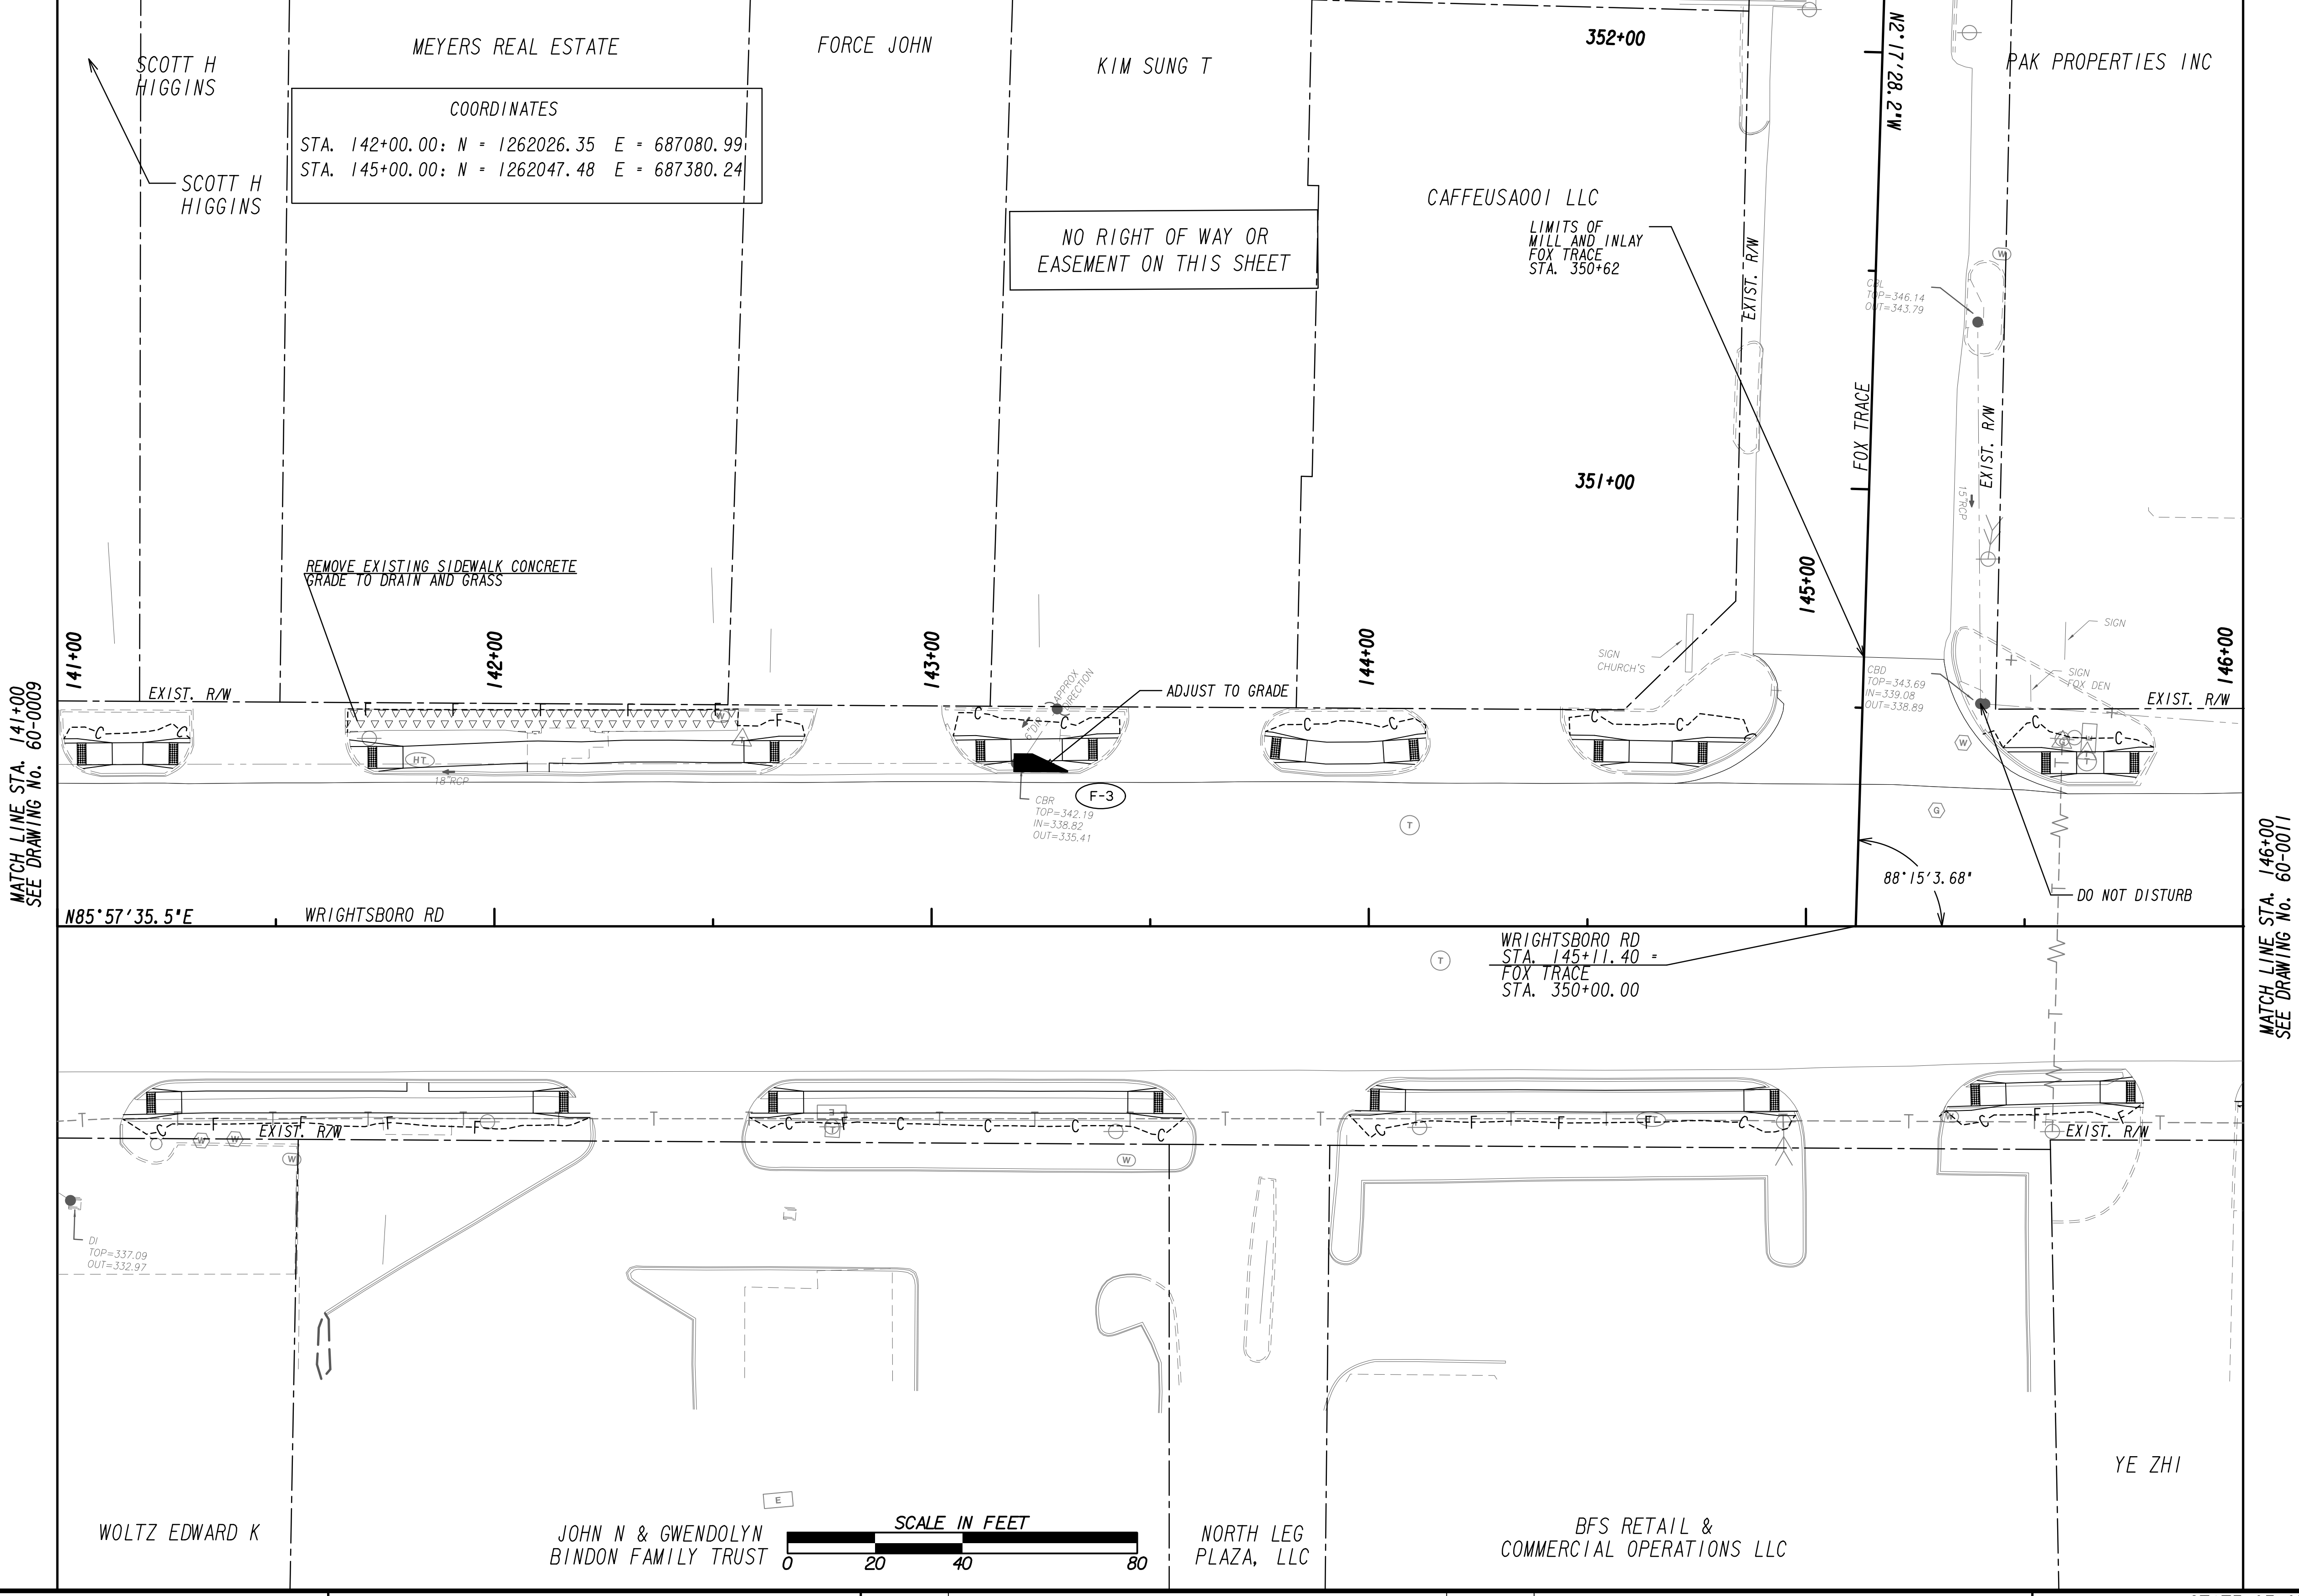 SCOTT H
HIGGINS
MEYERS REAL ESTATE
FORCE JOHN
KIM SUNG T
352+00
N2°17'28.2"W
PAK PROPERTIES INC
COORDINATES
STA. 142+00.00: N = 1262026.35 E = 687080.99
STA. 145+00.00: N = 1262047.48 E = 687380.24
SCOTT H
HIGGINS
CAFFEUSA001 LLC
NO RIGHT OF WAY OR
EASEMENT ON THIS SHEET
LIMITS OF
MILL AND INLAY
FOX TRACE
STA. 350+62
EXIST. R/W
W
CBL
TOP=346.14
OUT=343.79
FOX TRACE
EXIST. R/W
351+00
15"RCP
REMOVE EXISTING SIDEWALK CONCRETE
GRADE TO DRAIN AND GRASS
141+00
142+00
143+00
144+00
145+00
146+00
SIGN
CHURCH'S
SIGN
SIGN
FOX DEN
CBD
TOP=343.69
IN=339.08
OUT=338.89
EXIST. R/W
APPROX
DIRECTION
6"DIP
ADJUST TO GRADE
EXIST. R/W
C C
F F F F F F
W
T
HT
18"RCP
C C
C C
C C
C C
W
G
CBR
TOP=342.19
IN=338.82
OUT=335.41
F-3
T
G
MATCH LINE STA. 141+00
SEE DRAWING No. 60-0009
MATCH LINE STA. 146+00
SEE DRAWING No. 60-0011
88°15'3.68"
DO NOT DISTURB
N85°57'35.5"E
WRIGHTSBORO RD
WRIGHTSBORO RD
STA. 145+11.40 =
FOX TRACE
STA. 350+00.00
T
C F F F F
W W
EXIST. R/W
W
E
T
C F C C C C
W
C F F F C
C F F
EXIST. R/W
DI
TOP=337.09
OUT=332.97
YE ZHI
E
WOLTZ EDWARD K
JOHN N & GWENDOLYN
BINDON FAMILY TRUST
SCALE IN FEET
0 20 40 80
NORTH LEG
PLAZA, LLC
BFS RETAIL &
COMMERCIAL OPERATIONS LLC